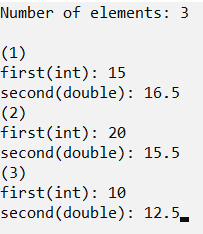 Number of elements: 3
(1)
first(int): 15
second(double): 16.5
(2)
first(int): 20
second(double): 15.5
(3)
first(int): 10
second(double): 12.5